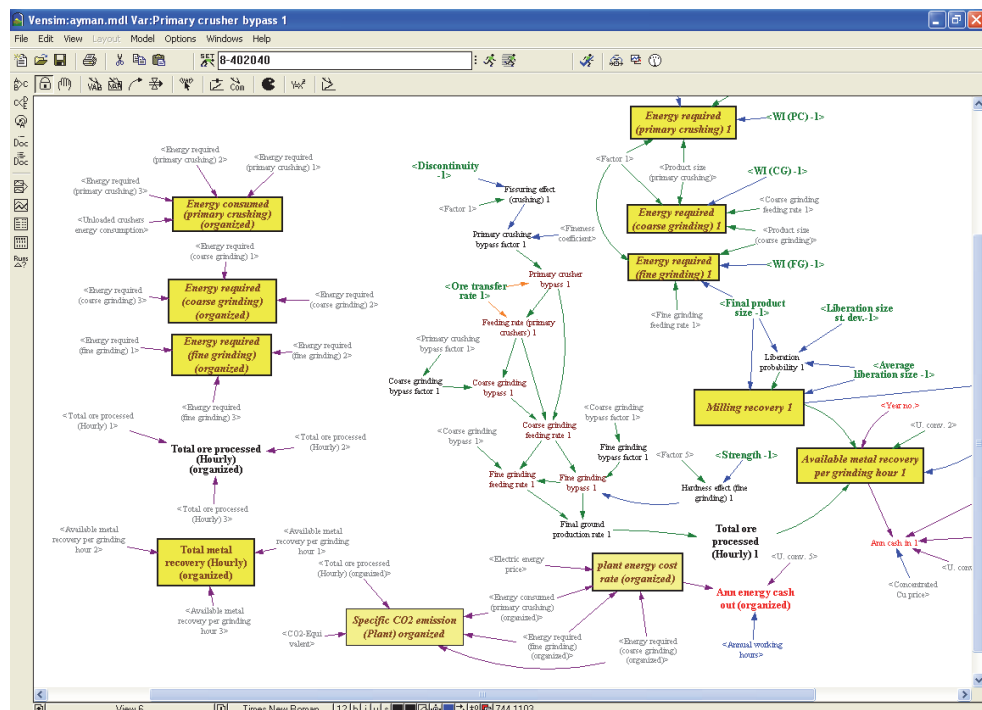 Vensim:ayman.mdl Var:Primary crusher bypass 1
File Edit View Layout Model Options Windows Help
SET
8-402040
VAB
Con
Doc
Doc
Runs
<Energy required
(primary crushing) 2>
<Energy required
(primary crushing) 1>
<Energy required
(primary crushing) 3>
<Unloaded crushers
energy consumption>
Energy consumed
(primary crushing)
(organized)
<Energy required
(coarse grinding) 1>
<Energy required
(coarse grinding) 3>
Energy required
(coarse grinding)
(organized)
<Energy required
(coarse grinding) 2>
<Energy required
(fine grinding) 1>
Energy required
(fine grinding)
(organized)
<Energy required
(fine grinding) 2>
<Energy required
(fine grinding) 3>
<Total ore processed
(Hourly) 1>
Total ore processed
(Hourly)
(organized)
<Total ore processed
(Hourly) 2>
<Total ore processed
(Hourly) 3>
<Available metal
recovery per grinding
hour 2>
Total metal
recovery (Hourly)
(organized)
<Available metal
recovery per grinding
hour 1>
<Available metal
recovery per grinding
hour 3>
<Total ore processed
(Hourly) (organized)>
<CO2-Equi
valent>
Specific CO2 emission
(Plant) organized
<Electric energy
price>
<Energy consumed
(primary crushing)
(organized)>
<Energy required
(fine grinding)
(organized)>
<Energy required
(coarse grinding)
(organized)>
plant energy cost
rate (organized)
Ann energy cash
out (organized)
<U. conv. 5>
<Annual working
hours>
<Discontinuity
-1>
<Factor 1>
Fissuring effect
(crushing) 1
Primary crushing
bypass factor 1
<Fineness
coefficient>
Primary crusher
bypass 1
<Ore transfer
rate 1>
Feeding rate (primary
crushers) 1
<Primary crushing
bypass factor 1>
Coarse grinding
bypass factor 1
Coarse grinding
bypass 1
Coarse grinding
feeding rate 1
<Coarse grinding
bypass factor 1>
<Coarse grinding
bypass 1>
Fine grinding
bypass factor 1
Fine grinding
feeding rate 1
Fine grinding
bypass 1
<Factor 5>
<Strength -1>
Hardness effect (fine
grinding) 1
Final ground
production rate 1
Total ore
processed
(Hourly) 1
Energy required
(primary crushing) 1
<WI (PC) -1>
<Factor 1>
<Product size
(primary crushing)>
<WI (CG) -1>
Energy required
(coarse grinding) 1
<Coarse grinding
feeding rate 1>
<Product size
(coarse grinding)>
Energy required
(fine grinding) 1
<WI (FG) -1>
<Fine grinding
feeding rate 1>
<Final product
size -1>
<Liberation size
st. dev.-1>
Liberation
probability 1
<Average
liberation size -1>
Milling recovery 1
<Year no.>
<U. conv. 2>
Available metal recovery
per grinding hour 1
Ann cash in 1
<Concentrated
Cu price>
<U. conv
View 6
Times New Roman 12 b i u s
744,1103